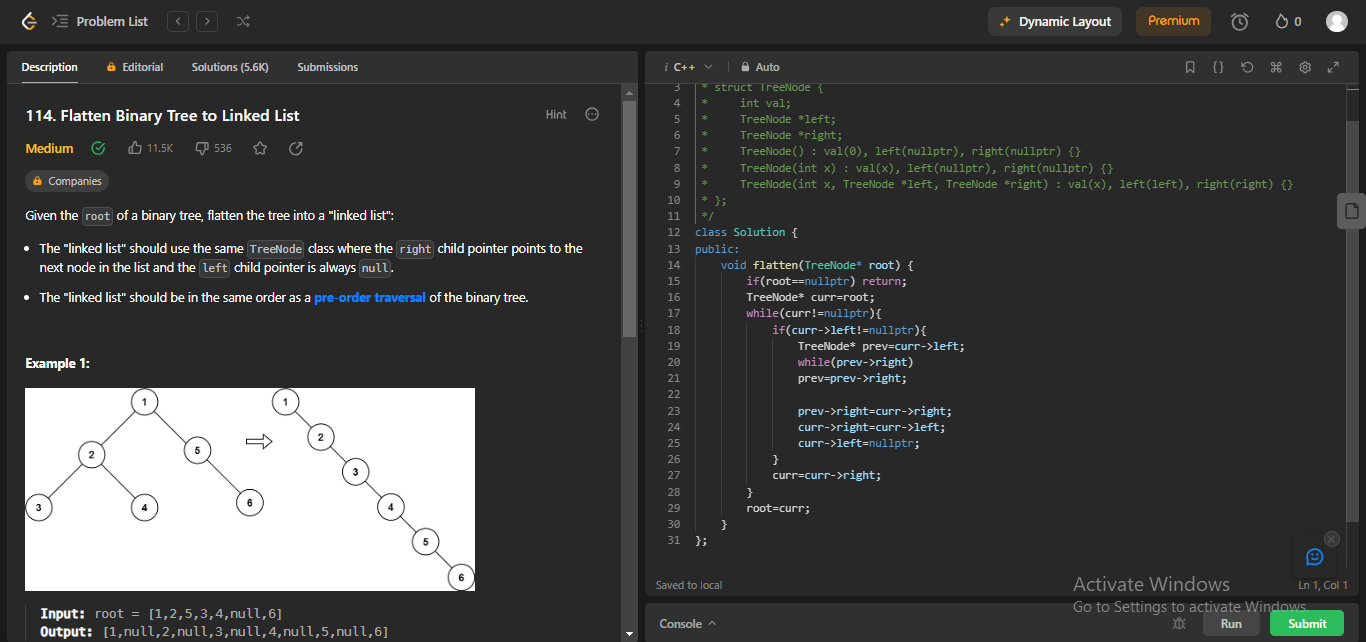 Problem List
Dynamic Layout
Premium
0
Description
Editorial
Solutions (5.6K)
Submissions
114. Flatten Binary Tree to Linked List
Hint
Medium
11.5K
536
Companies
Given the root of a binary tree, flatten the tree into a "linked list":
The "linked list" should use the same TreeNode class where the right child pointer points to the
next node in the list and the left child pointer is always null.
The "linked list" should be in the same order as a pre-order traversal of the binary tree.
Example 1:
1
2
5
3
4
6
1
2
3
4
5
6
Input: root = [1,2,5,3,4,null,6]
Output: [1,null,2,null,3,null,4,null,5,null,6]
i C++
Auto
3 * struct TreeNode {
4 *     int val;
5 *     TreeNode *left;
6 *     TreeNode *right;
7 *     TreeNode() : val(0), left(nullptr), right(nullptr) {}
8 *     TreeNode(int x) : val(x), left(nullptr), right(nullptr) {}
9 *     TreeNode(int x, TreeNode *left, TreeNode *right) : val(x), left(left), right(right) {}
10 * };
11 */
12 class Solution {
13 public:
14     void flatten(TreeNode* root) {
15         if(root==nullptr) return;
16         TreeNode* curr=root;
17         while(curr!=nullptr){
18             if(curr->left!=nullptr){
19                 TreeNode* prev=curr->left;
20                 while(prev->right)
21                 prev=prev->right;
22
23                 prev->right=curr->right;
24                 curr->right=curr->left;
25                 curr->left=nullptr;
26             }
27             curr=curr->right;
28         }
29         root=curr;
30     }
31 };
Saved to local
Ln 1, Col 1
Activate Windows
Go to Settings to activate Windows.
Console
Run
Submit